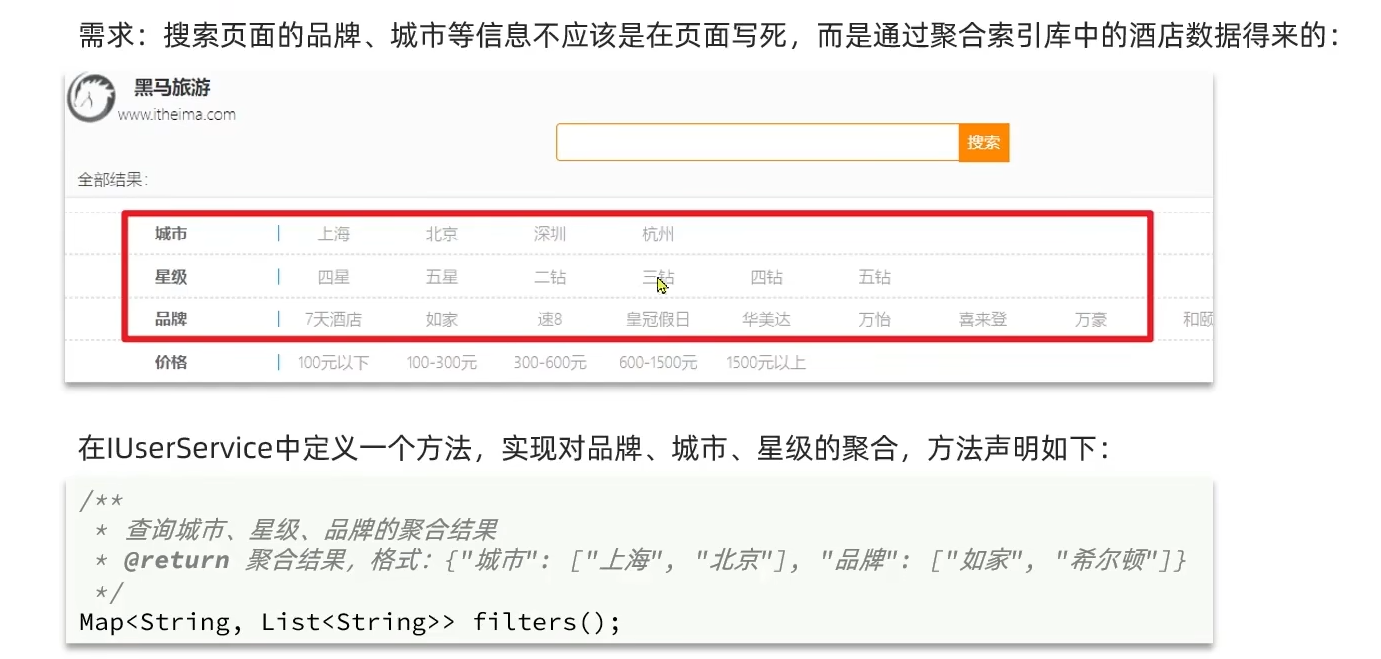 需求：搜索页面的品牌、城市等信息不应该是在页面写死，而是通过聚合索引库中的酒店数据得来的：
黑马旅游
www.itheima.com
搜索
全部结果：
城市 上海 北京 深圳 杭州
星级 四星 五星 二钻 三钻 四钻 五钻
品牌 7天酒店 如家 速8 皇冠假日 华美达 万怡 喜来登 万豪 和颐
价格 100元以下 100-300元 300-600元 600-1500元 1500元以上
在IUserService中定义一个方法，实现对品牌、城市、星级的聚合，方法声明如下：
/**
* 查询城市、星级、品牌的聚合结果
* @return 聚合结果，格式：{"城市": ["上海", "北京"], "品牌": ["如家", "希尔顿"]}
*/
Map<String, List<String>> filters();